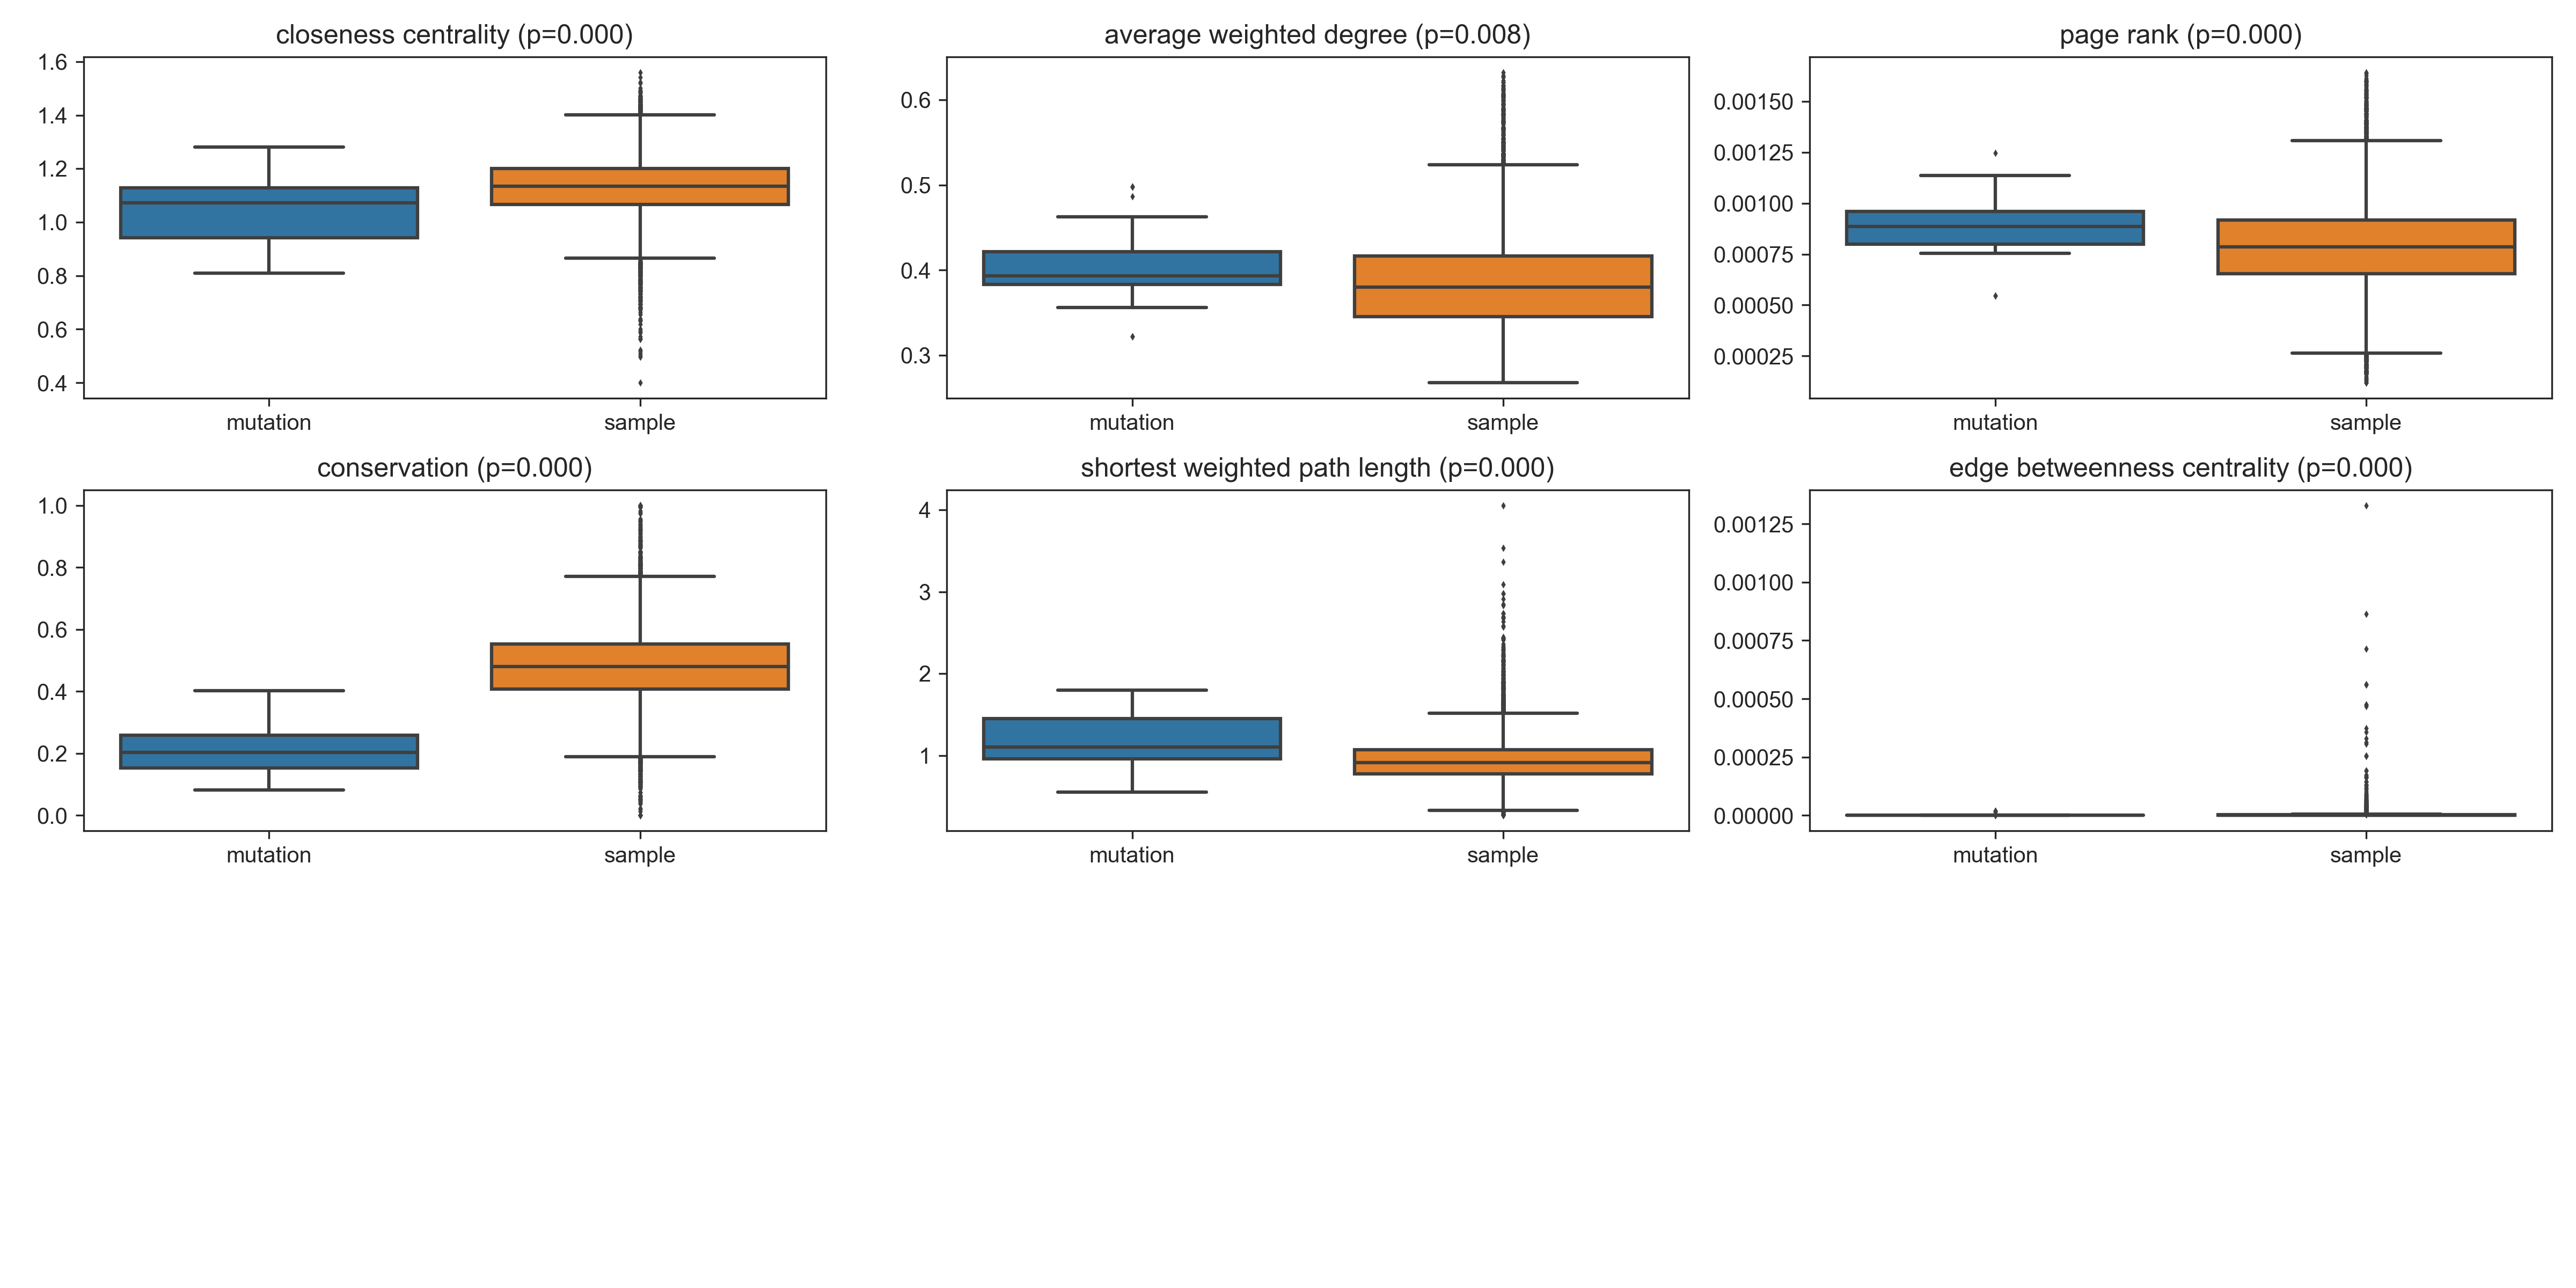 closeness centrality (p=0.000)
1.6
1.4
1.2
1.0
0.8
0.6
0.4
mutation
sample
average weighted degree (p=0.008)
0.6
0.5
0.4
0.3
mutation
sample
page rank (p=0.000)
0.00150
0.00125
0.00100
0.00075
0.00050
0.00025
mutation
sample
conservation (p=0.000)
1.0
0.8
0.6
0.4
0.2
0.0
mutation
sample
shortest weighted path length (p=0.000)
4
3
2
1
mutation
sample
edge betweenness centrality (p=0.000)
0.00125
0.00100
0.00075
0.00050
0.00025
0.00000
mutation
sample